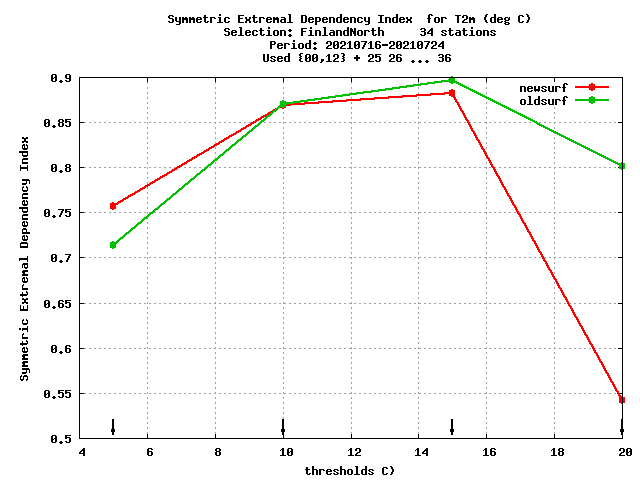 Symmetric Extremal Dependency Index  for T2m (deg C)
Selection: FinlandNorth     34 stations
Period: 20210716-20210724
Used {00,12} + 25 26 ... 36
newsurf
oldsurf
Symmetric Extremal Dependency Index
0.9
0.85
0.8
0.75
0.7
0.65
0.6
0.55
0.5
4 6 8 10 12 14 16 18 20
thresholds C)